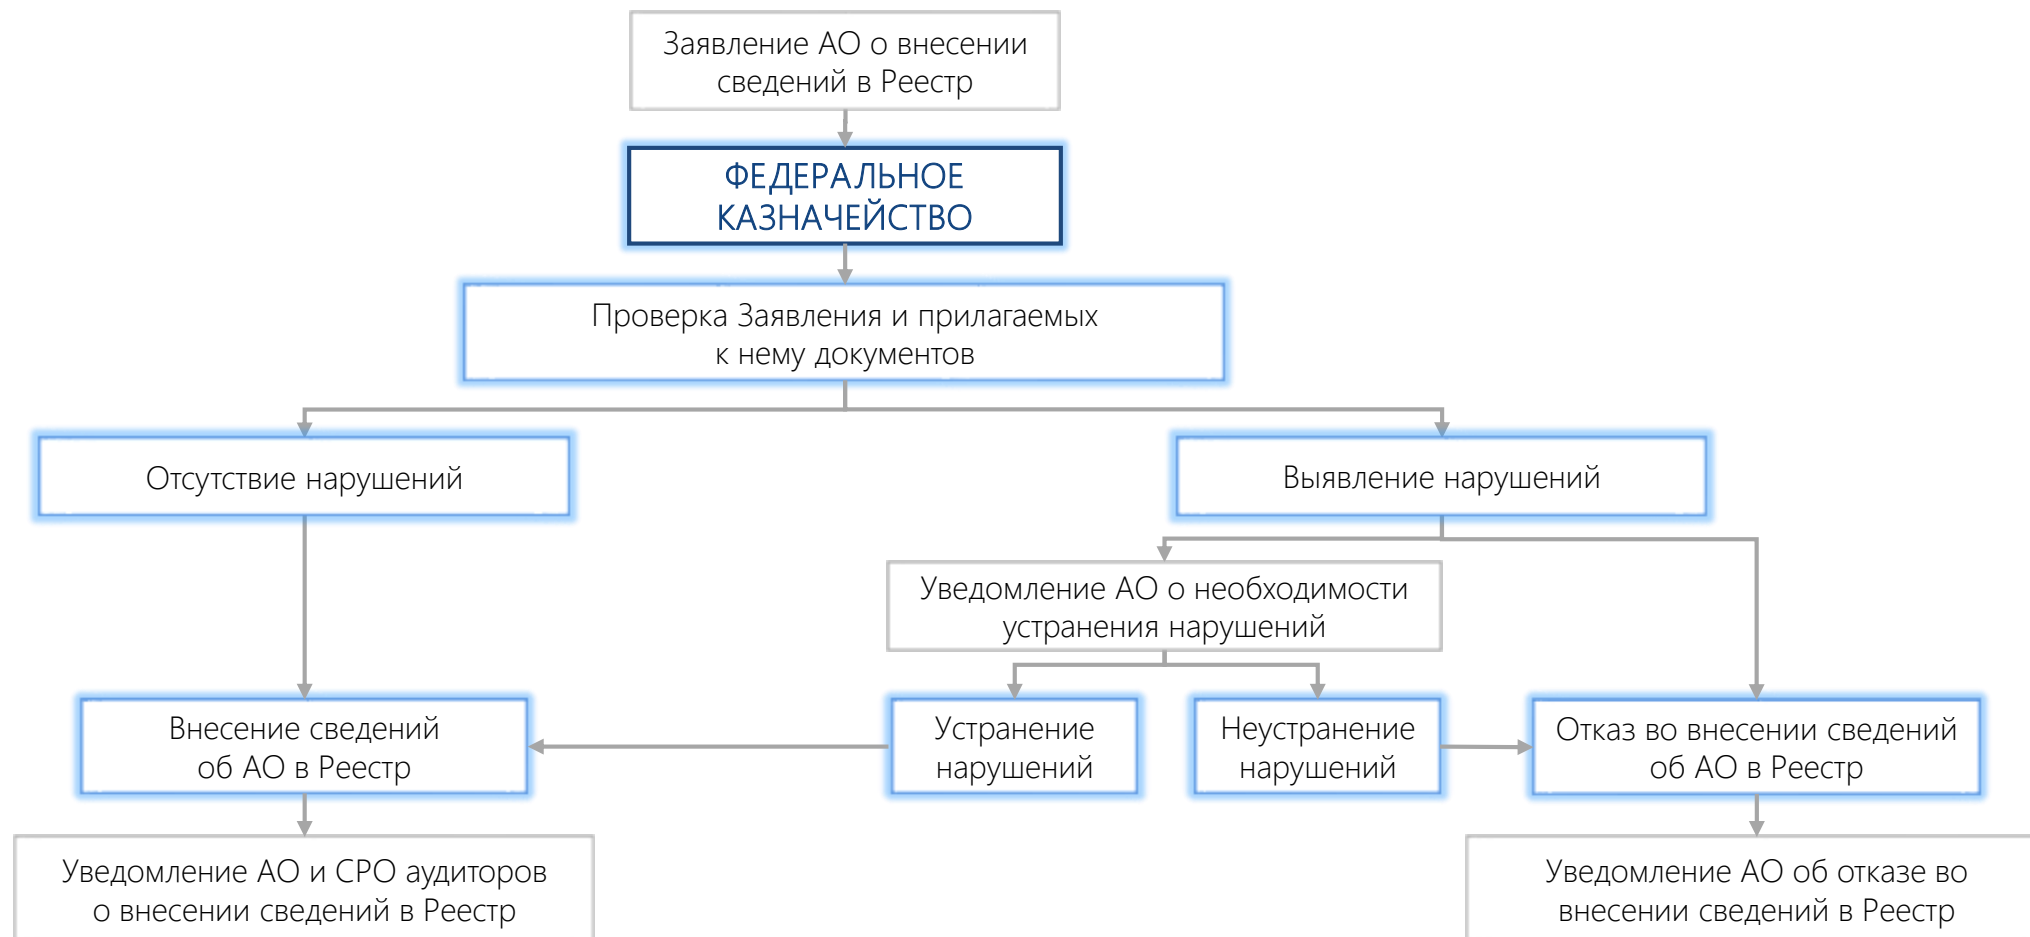 Заявление АО о внесении
сведений в Реестр
ФЕДЕРАЛЬНОЕ
КАЗНАЧЕЙСТВО
Проверка Заявления и прилагаемых
к нему документов
Отсутствие нарушений
Выявление нарушений
Уведомление АО о необходимости
устранения нарушений
Внесение сведений
об АО в Реестр
Устранение
нарушений
Неустранение
нарушений
Отказ во внесении сведений
об АО в Реестр
Уведомление АО и СРО аудиторов
о внесении сведений в Реестр
Уведомление АО об отказе во
внесении сведений в Реестр